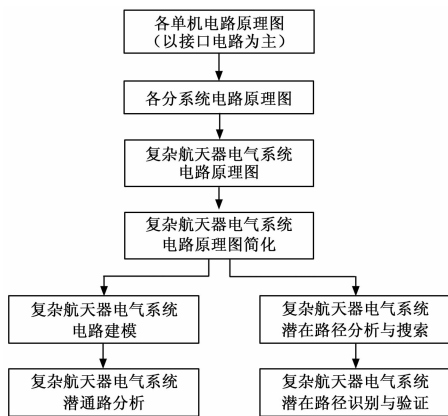 各单机电路原理图
（以接口电路为主）
各分系统电路原理图
复杂航天器电气系统
电路原理图
复杂航天器电气系统
电路原理图简化
复杂航天器电气系统
电路建模
复杂航天器电气系统
潜在路径分析与搜索
复杂航天器电气系统
潜通路分析
复杂航天器电气系统
潜在路径识别与验证